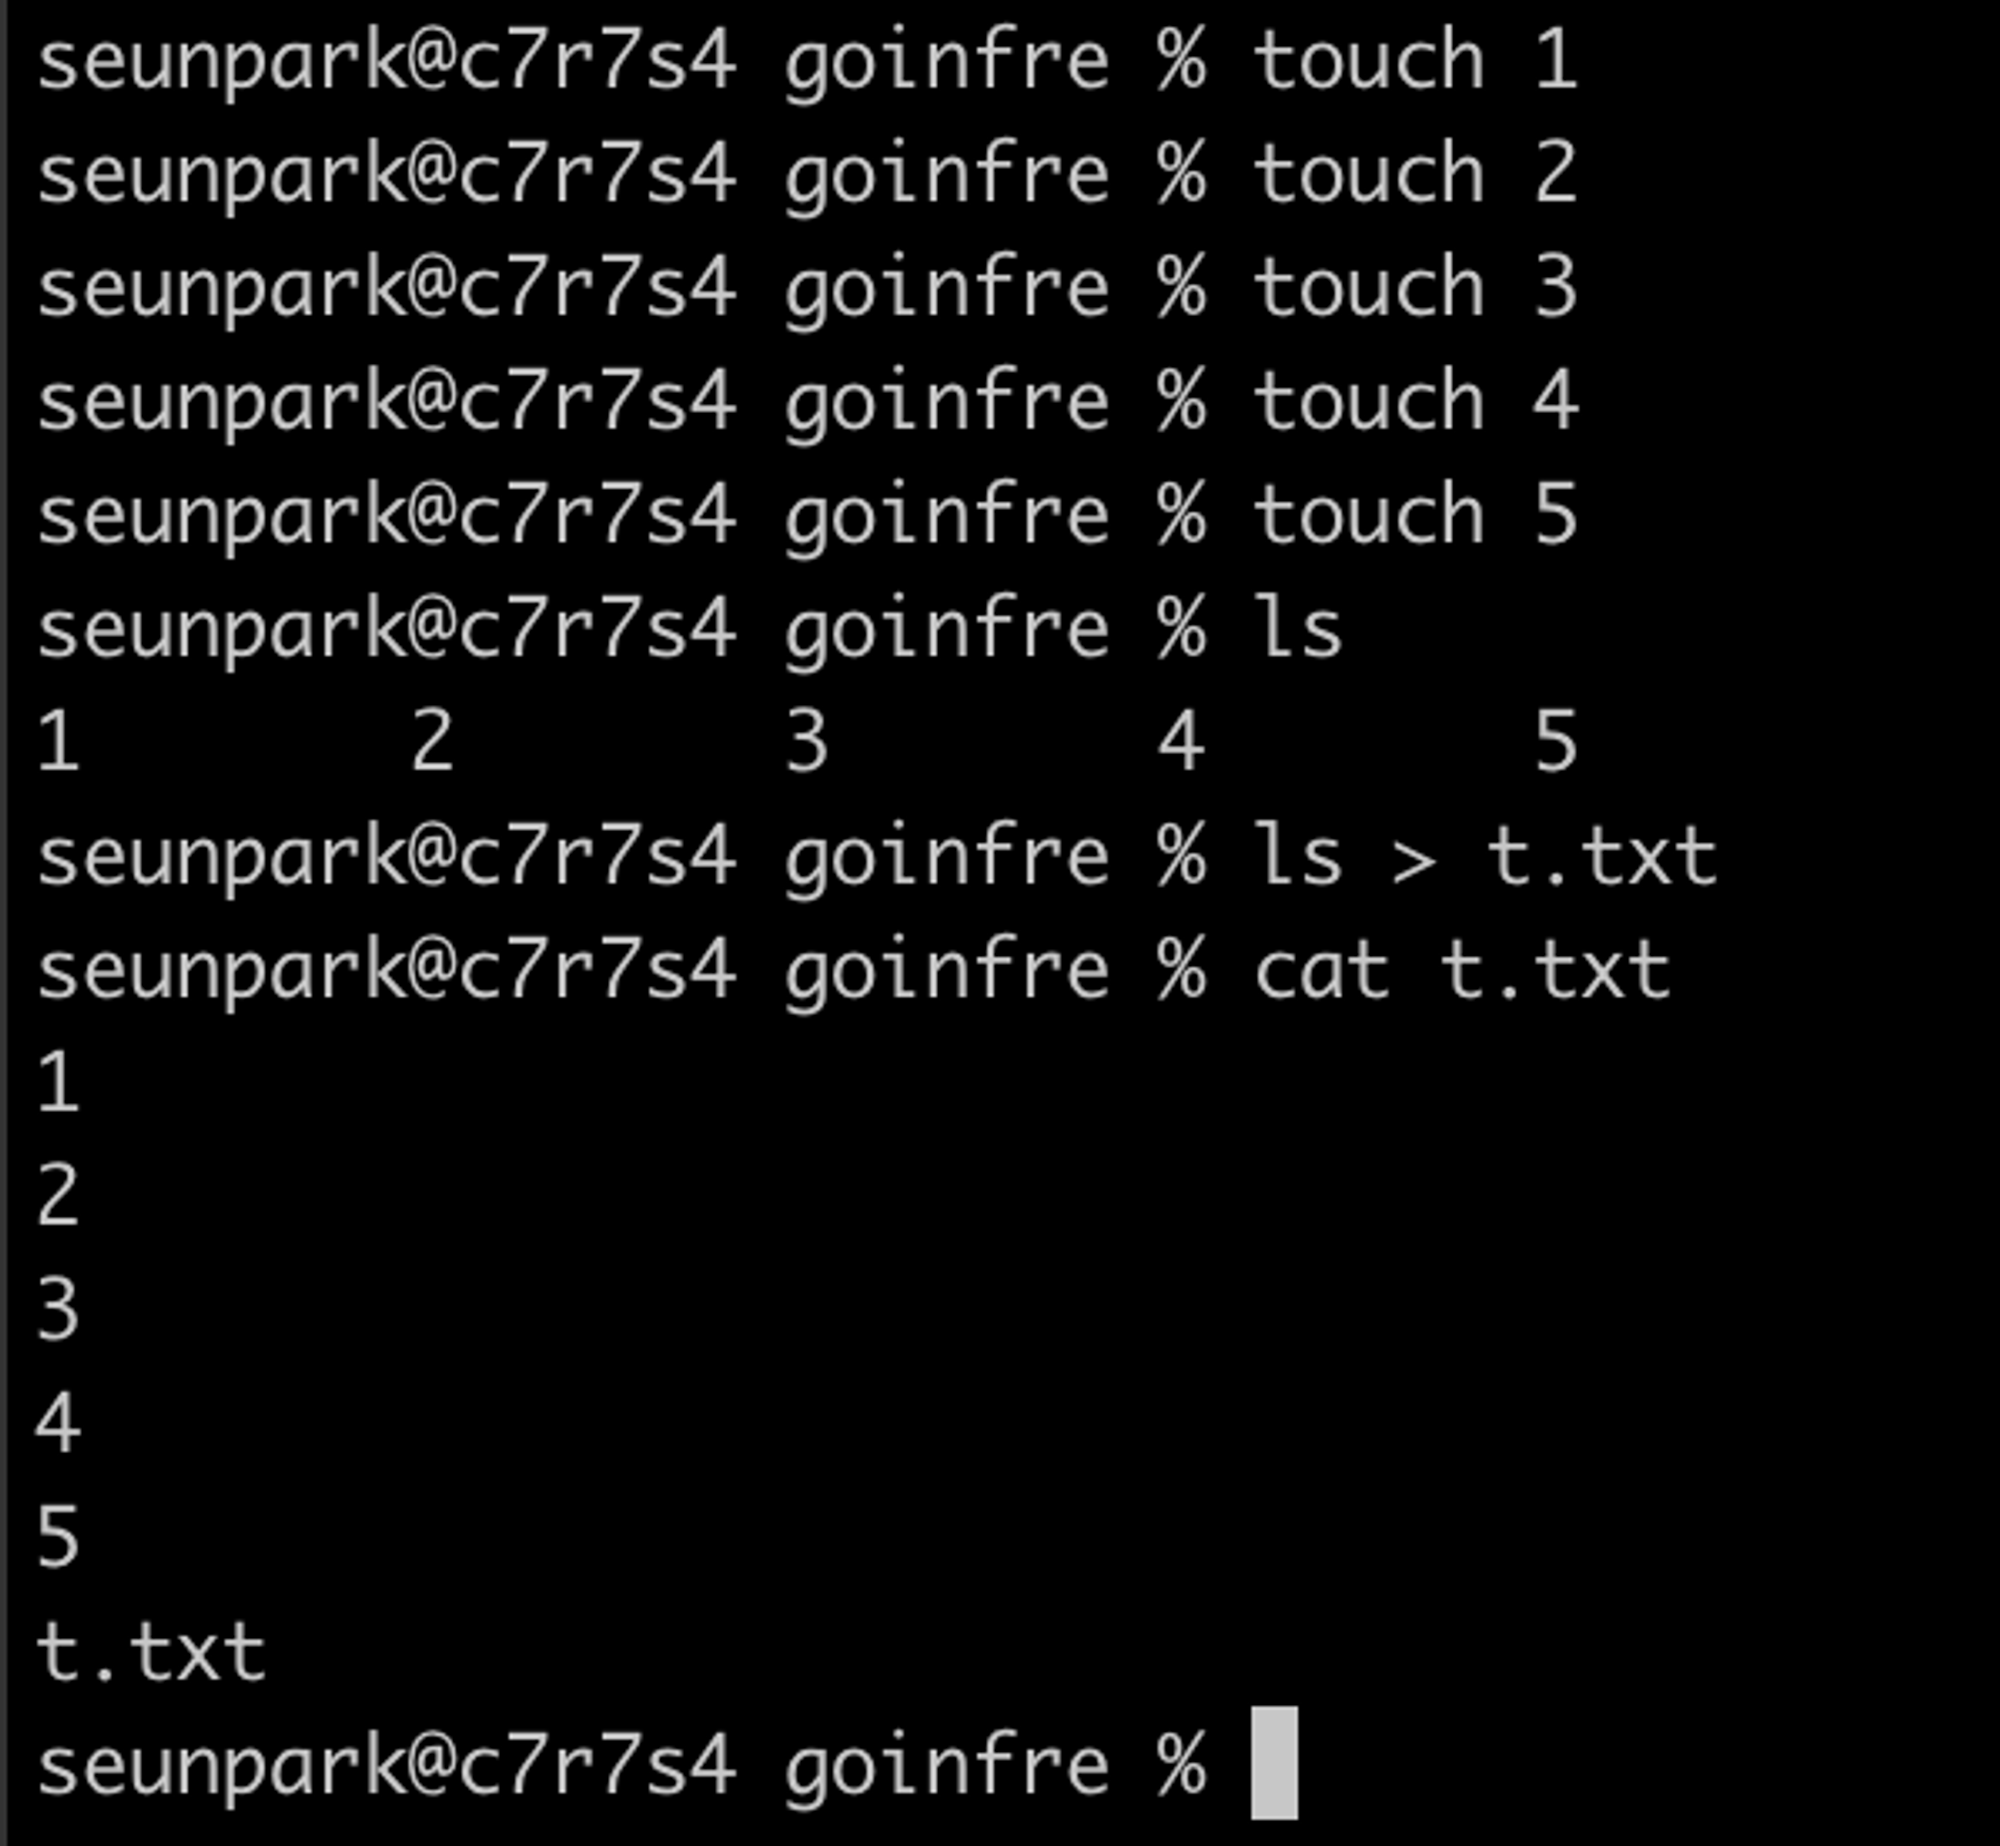 seunpark@c7r7s4 goinfre % touch 1
seunpark@c7r7s4 goinfre % touch 2
seunpark@c7r7s4 goinfre % touch 3
seunpark@c7r7s4 goinfre % touch 4
seunpark@c7r7s4 goinfre % touch 5
seunpark@c7r7s4 goinfre % ls
1       2       3       4       5
seunpark@c7r7s4 goinfre % ls > t.txt
seunpark@c7r7s4 goinfre % cat t.txt
1
2
3
4
5
t.txt
seunpark@c7r7s4 goinfre %